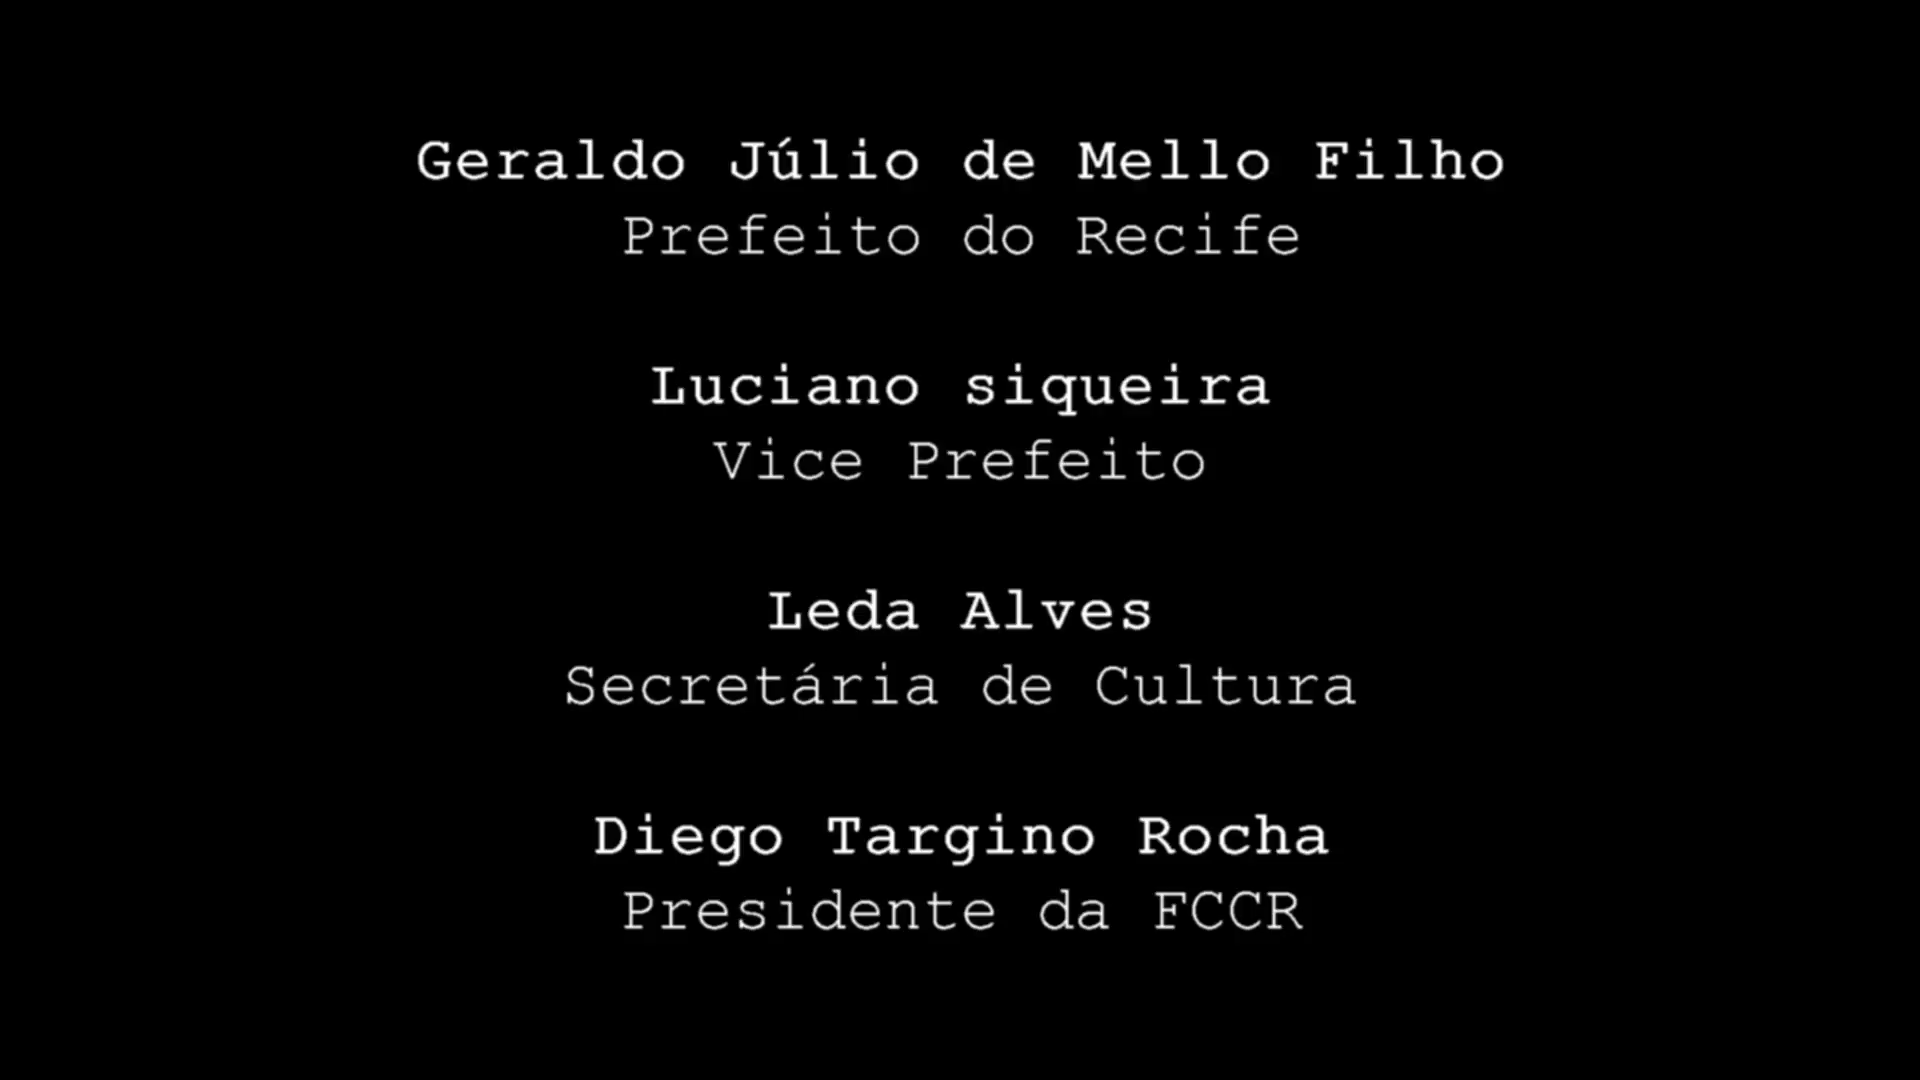 Geraldo Júlio de Mello Filho
Prefeito do Recife
Luciano siqueira
Vice Prefeito
Leda Alves
Secretária de Cultura
Diego Targino Rocha
Presidente da FCCR